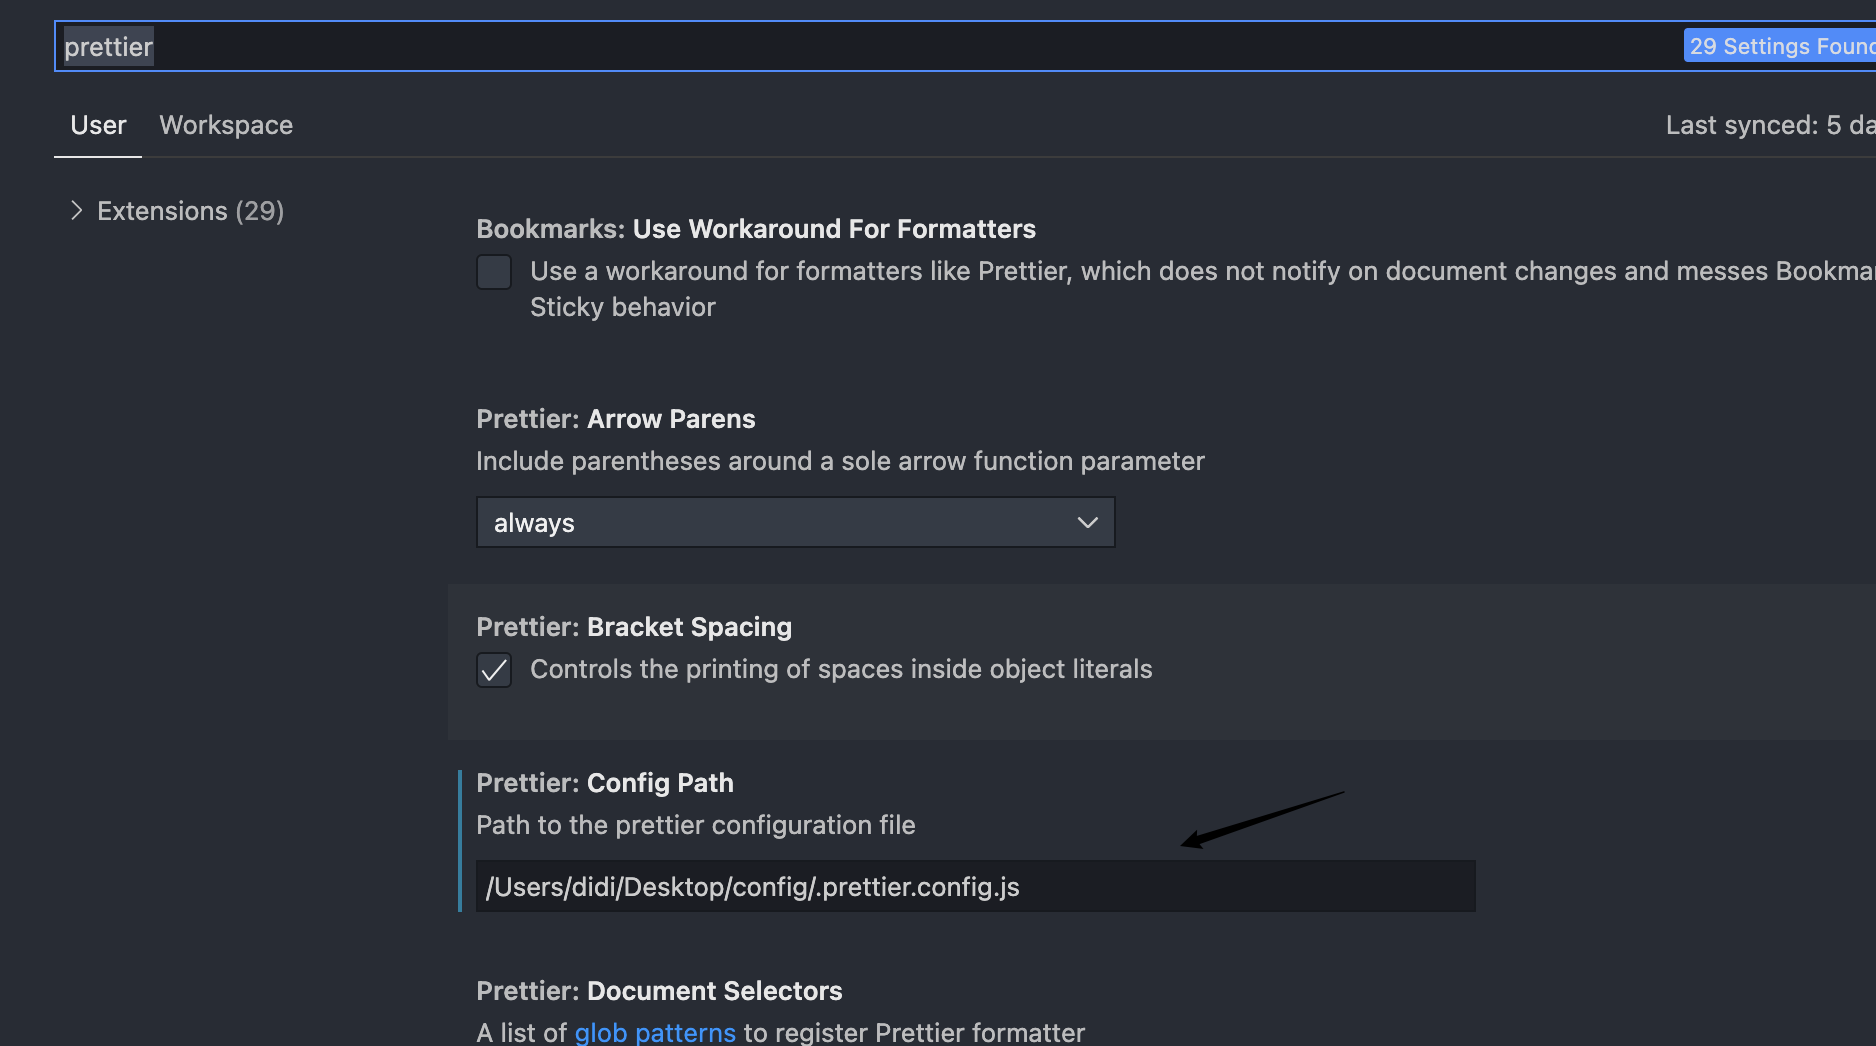 prettier
29 Settings Found
User Workspace
Last synced: 5 da
Extensions (29)
Bookmarks: Use Workaround For Formatters
Use a workaround for formatters like Prettier, which does not notify on document changes and messes Bookmar
Sticky behavior
Prettier: Arrow Parens
Include parentheses around a sole arrow function parameter
always
Prettier: Bracket Spacing
Controls the printing of spaces inside object literals
Prettier: Config Path
Path to the prettier configuration file
/Users/didi/Desktop/config/.prettier.config.js
Prettier: Document Selectors
A list of glob patterns to register Prettier formatter